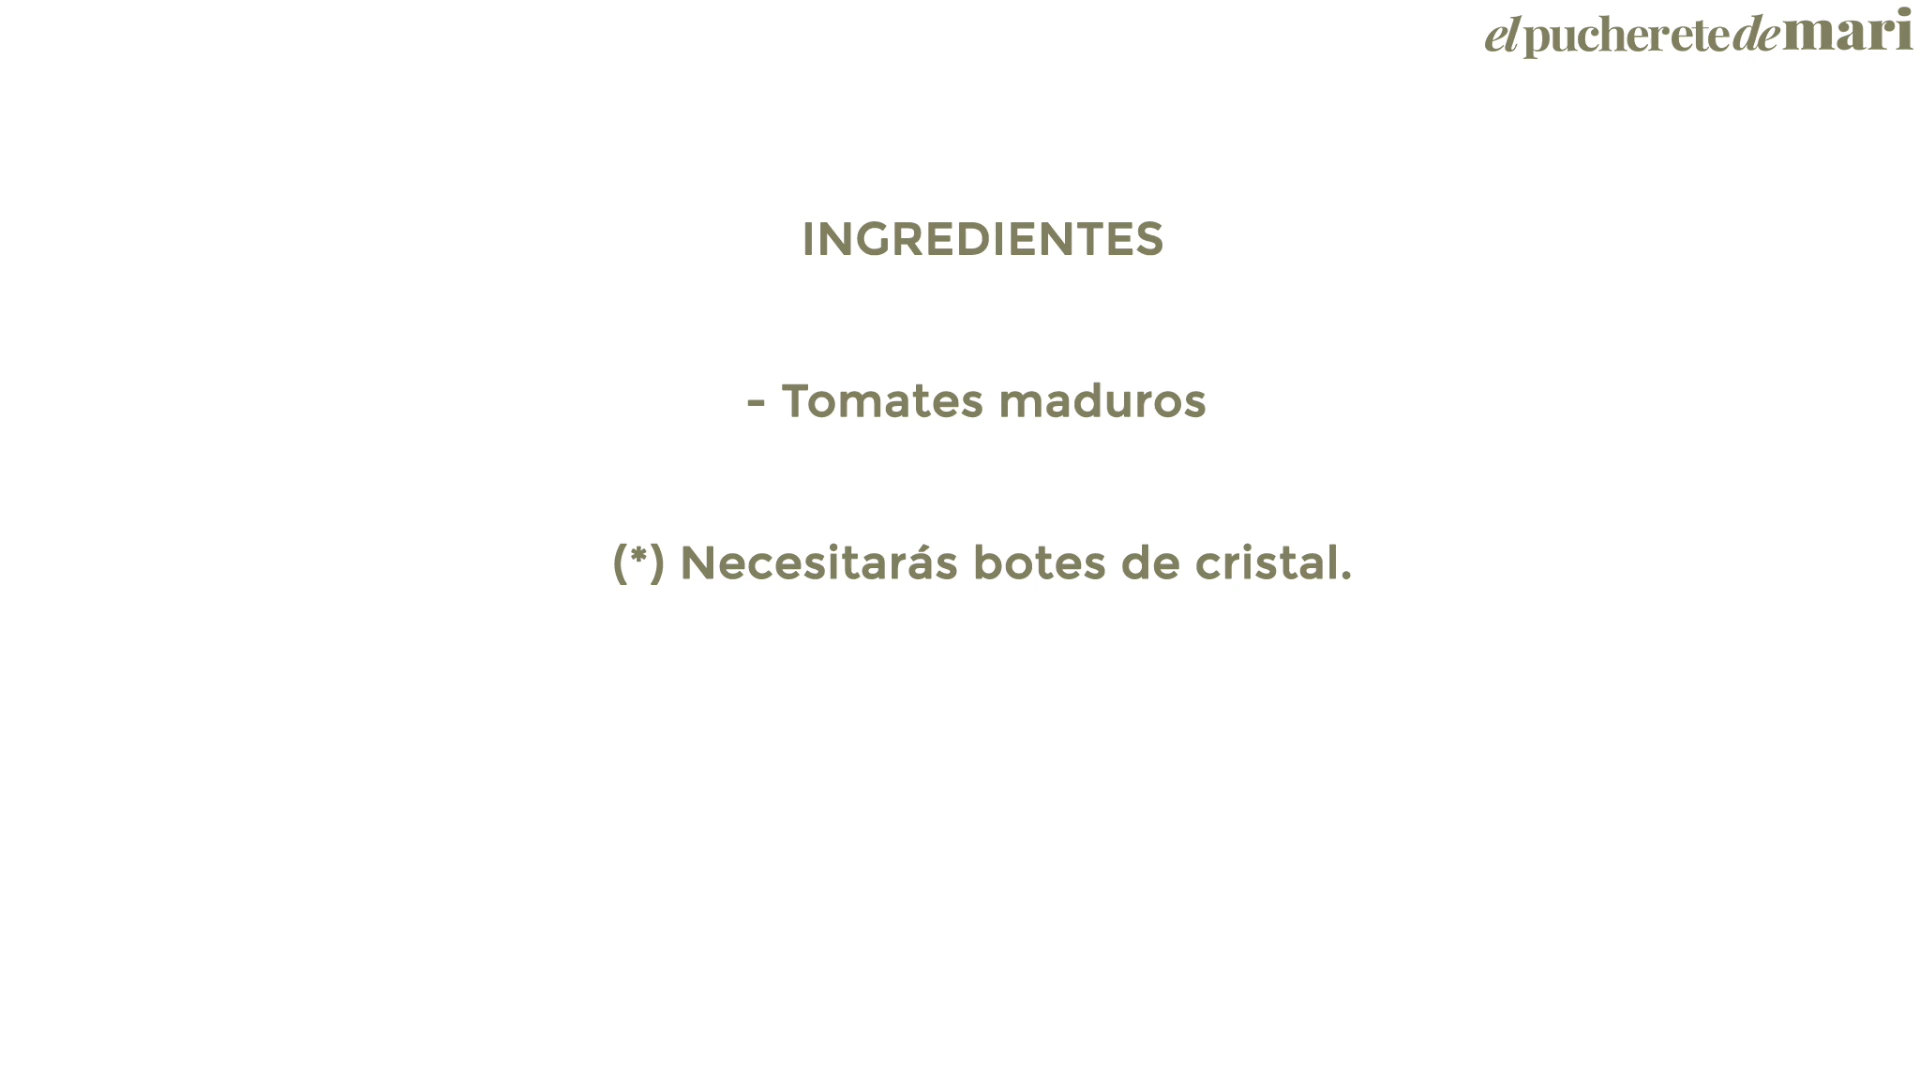 elpucheretedemari
INGREDIENTES
- Tomates maduros
(*) Necesitarás botes de cristal.